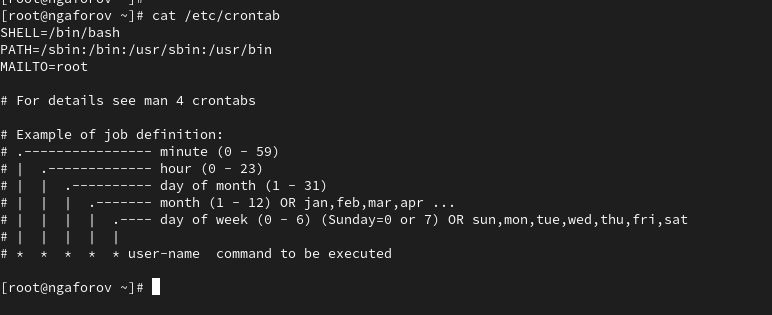 [root@ngaforov ~]#
[root@ngaforov ~]# cat /etc/crontab
SHELL=/bin/bash
PATH=/sbin:/bin:/usr/sbin:/usr/bin
MAILTO=root

# For details see man 4 crontabs

# Example of job definition:
# .---------------- minute (0 - 59)
# |  .------------- hour (0 - 23)
# |  |  .---------- day of month (1 - 31)
# |  |  |  .------- month (1 - 12) OR jan,feb,mar,apr ...
# |  |  |  |  .---- day of week (0 - 6) (Sunday=0 or 7) OR sun,mon,tue,wed,thu,fri,sat
# |  |  |  |  |
# *  *  *  *  * user-name  command to be executed

[root@ngaforov ~]#